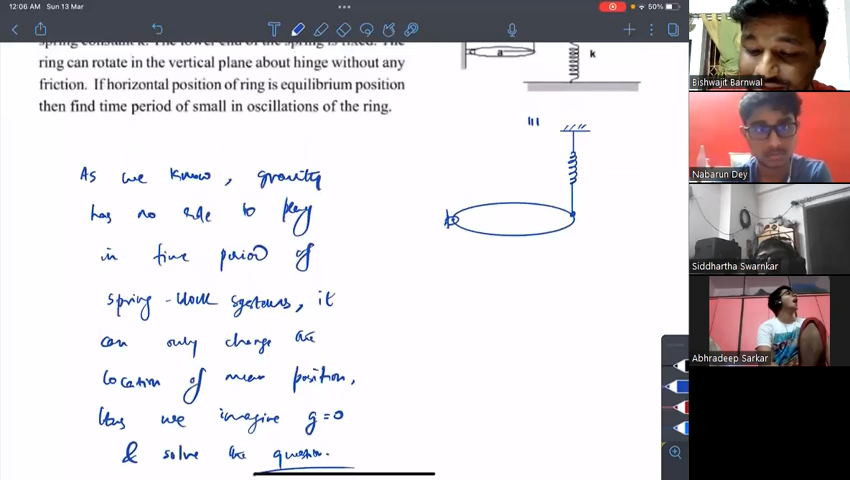 12:06 AM Sun 13 Mar
50%
spring constant k. The lower end of the spring is fixed. The
ring can rotate in the vertical plane about hinge without any
friction. If horizontal position of ring is equilibrium position
then find time period of small in oscillations of the ring.
a
k
As we know, gravity
has no role to play
in time period of
spring-block systems, it
can only change the
location of mean position,
thus we imagine g=0
& solve the question.
Bishwajit Barnwal
Nabarun Dey
Siddhartha Swarnkar
Abhradeep Sarkar